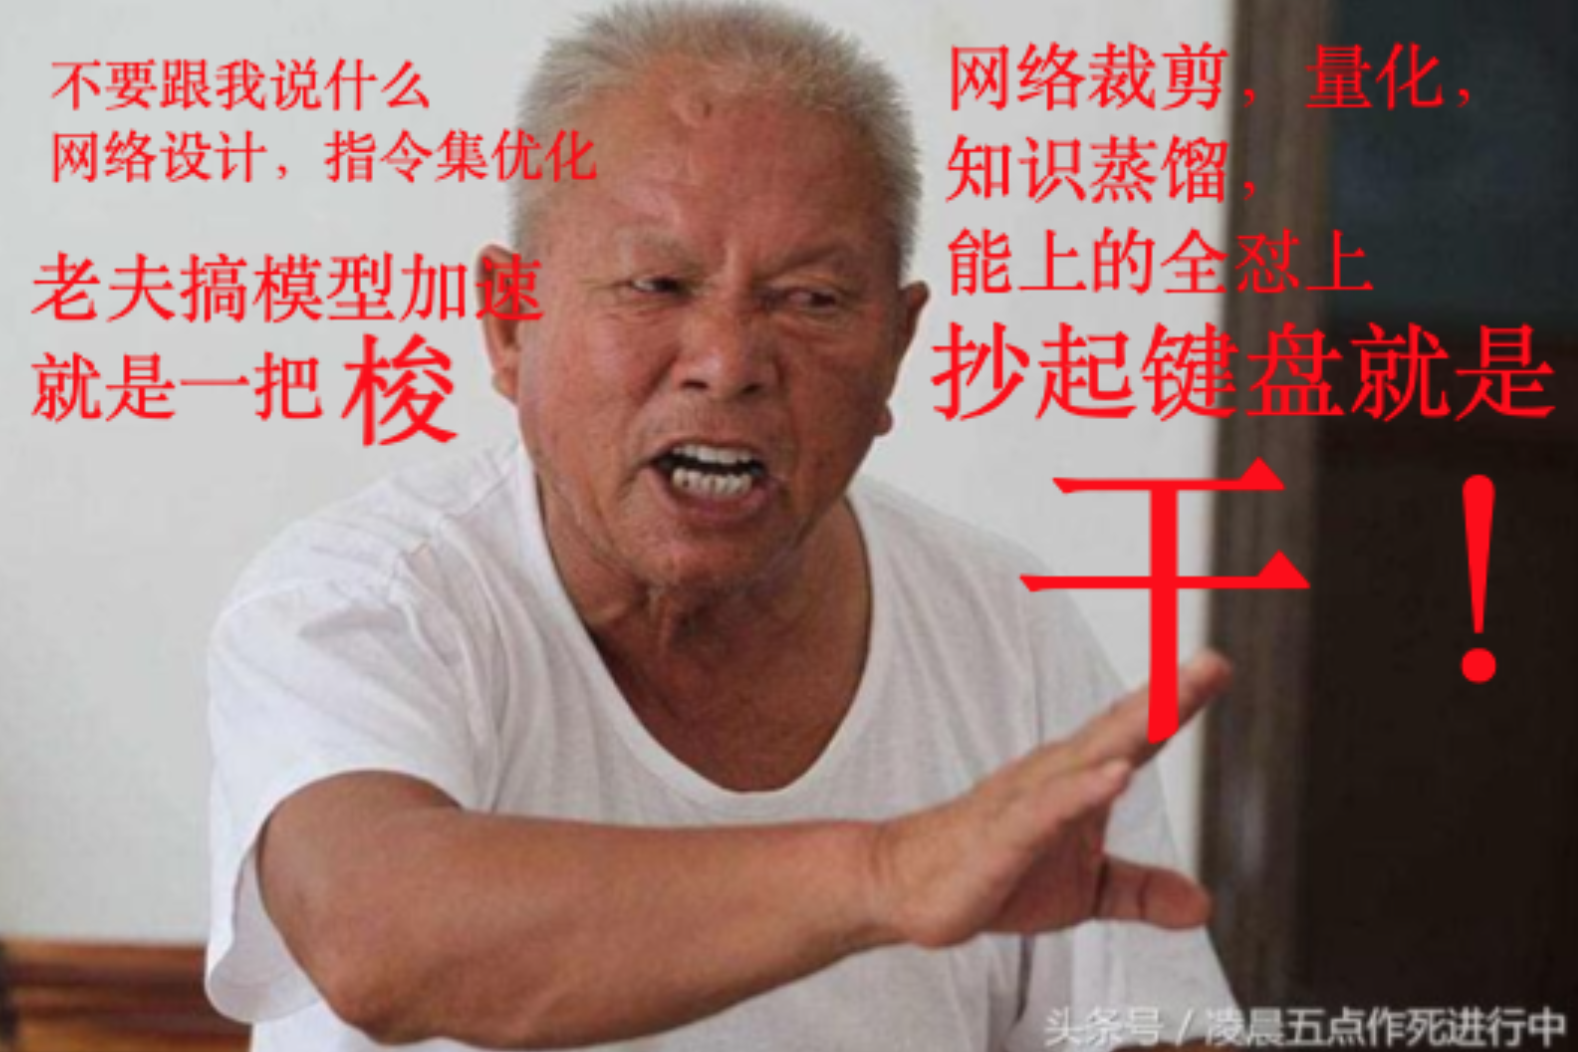 不要跟我说什么
网络设计，指令集优化
老夫搞模型加速
就是一把梭
网络裁剪，量化，
知识蒸馏，
能上的全怼上
抄起键盘就是
干！
头条号 / 凌晨五点作死进行中